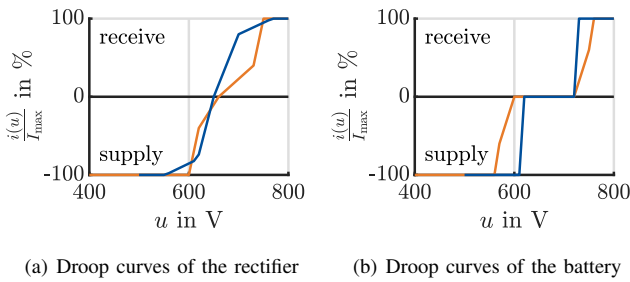 100
0
-100
i(u)/I_max in %
receive
supply
400 600 800
u in V
(a) Droop curves of the rectifier
100
0
-100
i(u)/I_max in %
receive
supply
400 600 800
u in V
(b) Droop curves of the battery